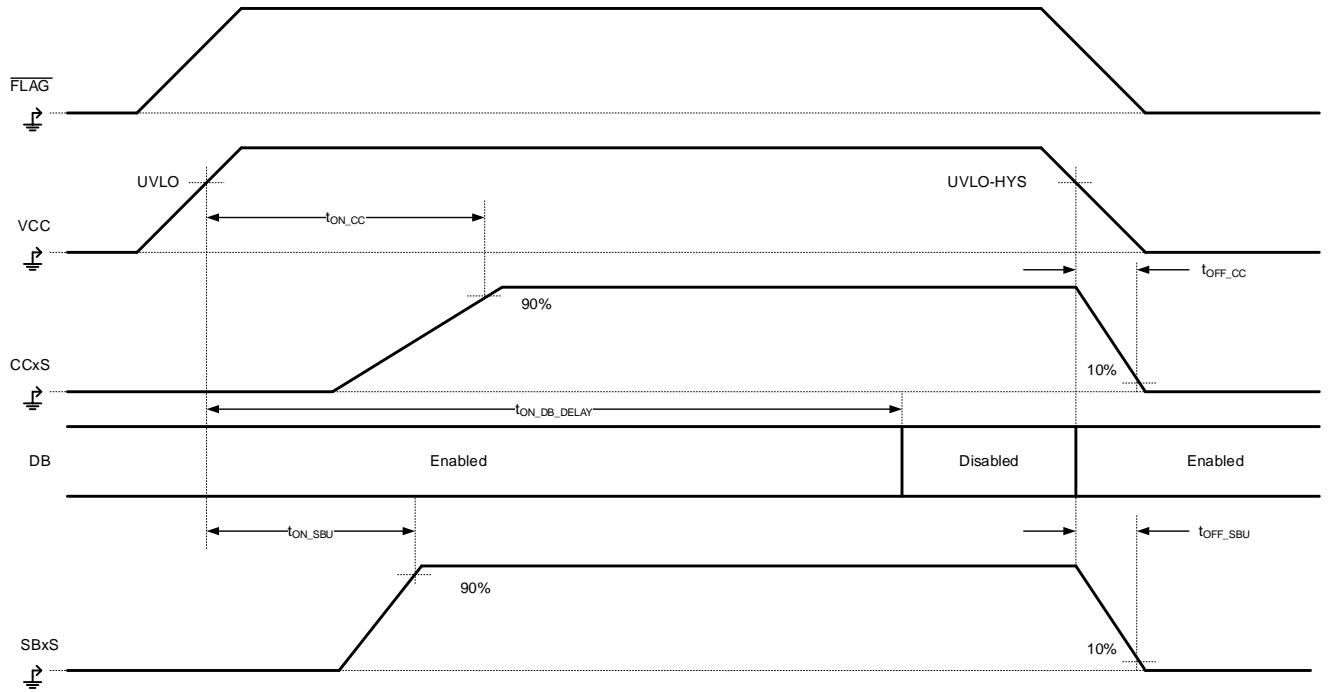 FLAG
UVLO
UVLO-HYS
tON_CC
VCC
tOFF_CC
90%
CCxS
10%
tON_DB_DELAY
DB
Enabled
Disabled
Enabled
tON_SBU
tOFF_SBU
90%
SBxS
10%